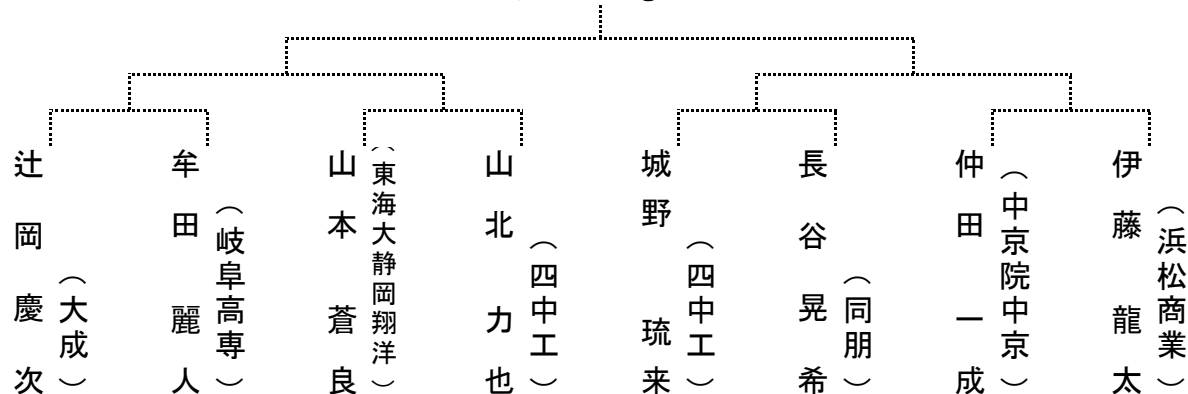 辻岡慶次
（大成）
牟田麗人
（岐阜高専）
山本蒼良
（東海大静岡翔洋）
山北力也
（四中工）
城野琉来
（四中工）
長谷晃希
（同朋）
仲田一成
（中京院中京）
伊藤龍太
（浜松商業）